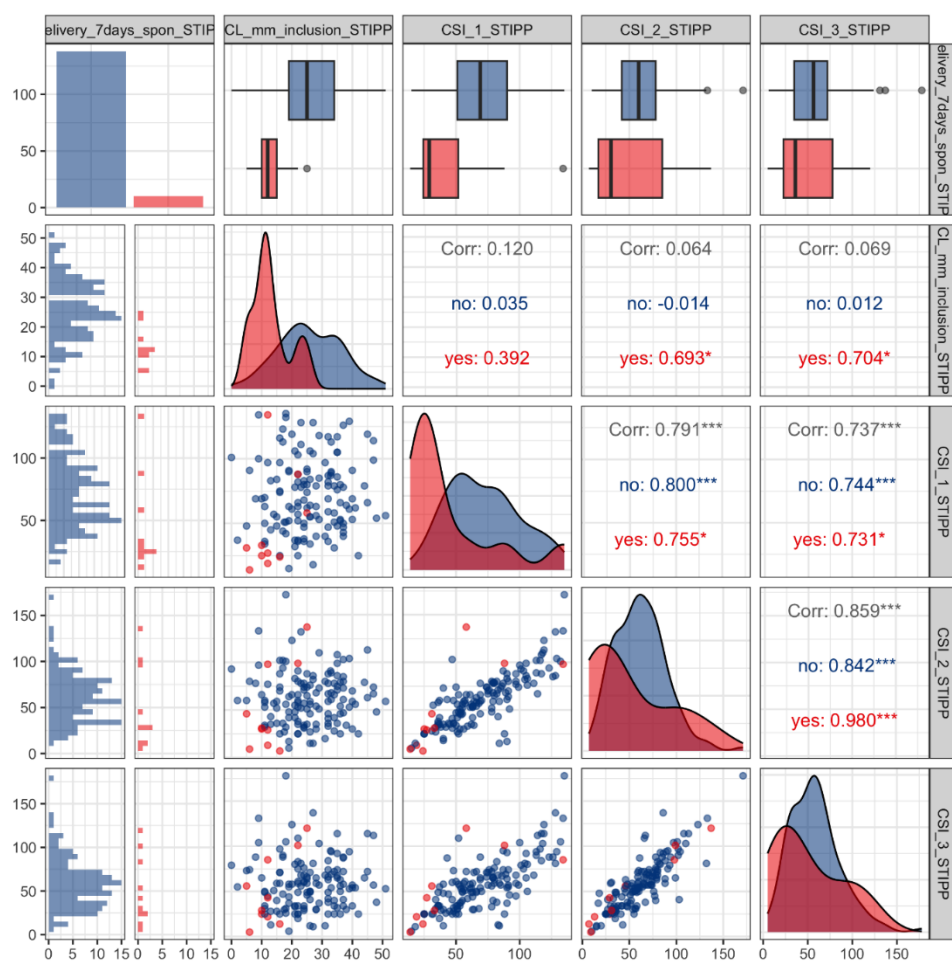 elivery_7days_spon_STIP CL_mm_inclusion_STIPP CSI_1_STIPP CSI_2_STIPP CSI_3_STIPP
elivery_7days_spon_STIP
100
50
0
CL_mm_inclusion_STIPP
50
40
30
20
10
0
Corr: 0.120 Corr: 0.064 Corr: 0.069
no: 0.035 no: -0.014 no: 0.012
yes: 0.392 yes: 0.693* yes: 0.704*
CSI_1_STIPP
100
50
Corr: 0.791*** Corr: 0.737***
no: 0.800*** no: 0.744***
yes: 0.755* yes: 0.731*
CSI_2_STIPP
150
100
50
0
Corr: 0.859***
no: 0.842***
yes: 0.980***
CSI_3_STIPP
150
100
50
0
0 5 10 15 0 5 10 15 0 10 20 30 40 50 50 100 0 50 100 150 0 50 100 150